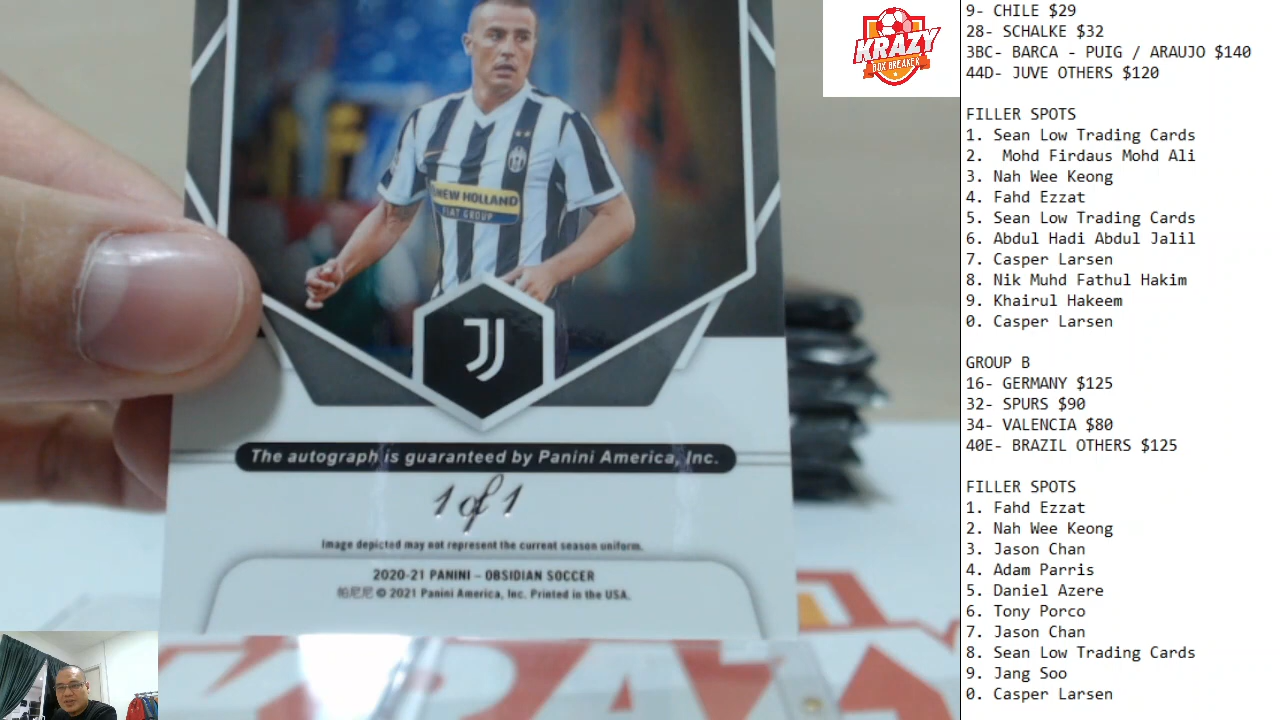 KRAZY
BOX BREAKER
NEW HOLLAND
FIAT GROUP
J
The autograph is guaranteed by Panini America, Inc.
1 of 1
Image depicted may not represent the current season uniform.
2020-21 PANINI – OBSIDIAN SOCCER
帕尼尼 © 2021 Panini America, Inc. Printed in the USA.
KRAZ
9- CHILE $29
28- SCHALKE $32
3BC- BARCA - PUIG / ARAUJO $140
44D- JUVE OTHERS $120
FILLER SPOTS
1. Sean Low Trading Cards
2.  Mohd Firdaus Mohd Ali
3. Nah Wee Keong
4. Fahd Ezzat
5. Sean Low Trading Cards
6. Abdul Hadi Abdul Jalil
7. Casper Larsen
8. Nik Muhd Fathul Hakim
9. Khairul Hakeem
0. Casper Larsen
GROUP B
16- GERMANY $125
32- SPURS $90
34- VALENCIA $80
40E- BRAZIL OTHERS $125
FILLER SPOTS
1. Fahd Ezzat
2. Nah Wee Keong
3. Jason Chan
4. Adam Parris
5. Daniel Azere
6. Tony Porco
7. Jason Chan
8. Sean Low Trading Cards
9. Jang Soo
0. Casper Larsen